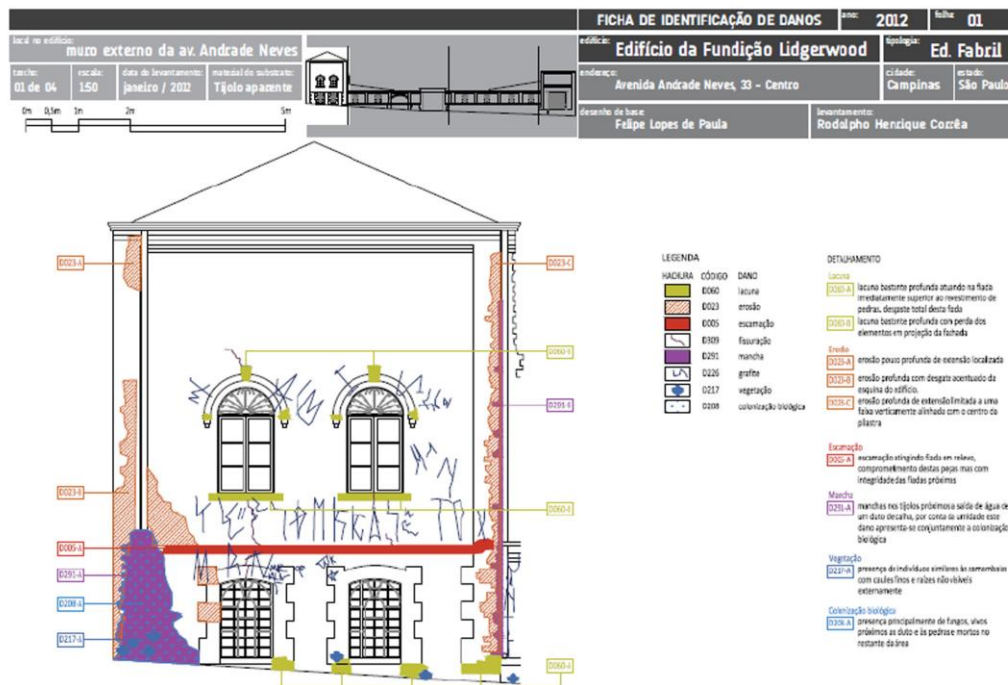 FICHA DE IDENTIFICAÇÃO DE DANOS
ano: 2012
folha: 01
local no edifício:
muro externo da av. Andrade Neves
edifício: Edifício da Fundição Lidgerwood
tipologia: Ed. Fabril
trecho: 01 de 04
escala: 1:50
data do levantamento: janeiro / 2012
material do substrato: Tijolo aparente
endereço: Avenida Andrade Neves, 33 - Centro
cidade: Campinas
estado: São Paulo
desenho de base: Felipe Lopes de Paula
levantamento: Rodolpho Henrique Corrêa
0m 0,5m 1m 2m 5m
D023-A
D023-C
D060-B
D291-B
D023-B
D060-B
D005-A
D291-A
D208-A
D217-A
D060-A
LEGENDA
HACHURA CÓDIGO DANO
D060 lacuna
D023 erosão
D005 escamação
D309 fissuração
D291 mancha
D226 grafite
D217 vegetação
D208 colonização biológica
DETALHAMENTO
Lacuna
D060-A lacuna bastante profunda atuando na fiada
imediatamente superior ao revestimento de
pedras, desgaste total desta fiada
D060-B lacuna bastante profunda com perda dos
elementos em projeção da fachada
Erosão
D023-A erosão pouco profunda de extensão localizada
D023-B erosão profunda com desgate acentuado da
esquina do edifício.
D023-C erosão profunda de extensão limitada a uma
faixa verticamente alinhada com o centro da
pilastra
Escamação
D005-A escamação atingindo fiada em relevo,
comprometimento destas peças mas com
integridade das fiadas próximas
Mancha
D291-A manchas nos tijolos próximos a saída de água de
um duto de calha, por conta da umidade este
dano apresenta-se conjuntamente a colonização
biológica
Vegetação
D217-A presença de indivíduos similares às samambaias
com caules finos e raízes não visíveis
externamente
Colonização biológica
D208-A presença principalmente de fungos, vivos
próximos ao duto e às pedras e mortos no
restante da área